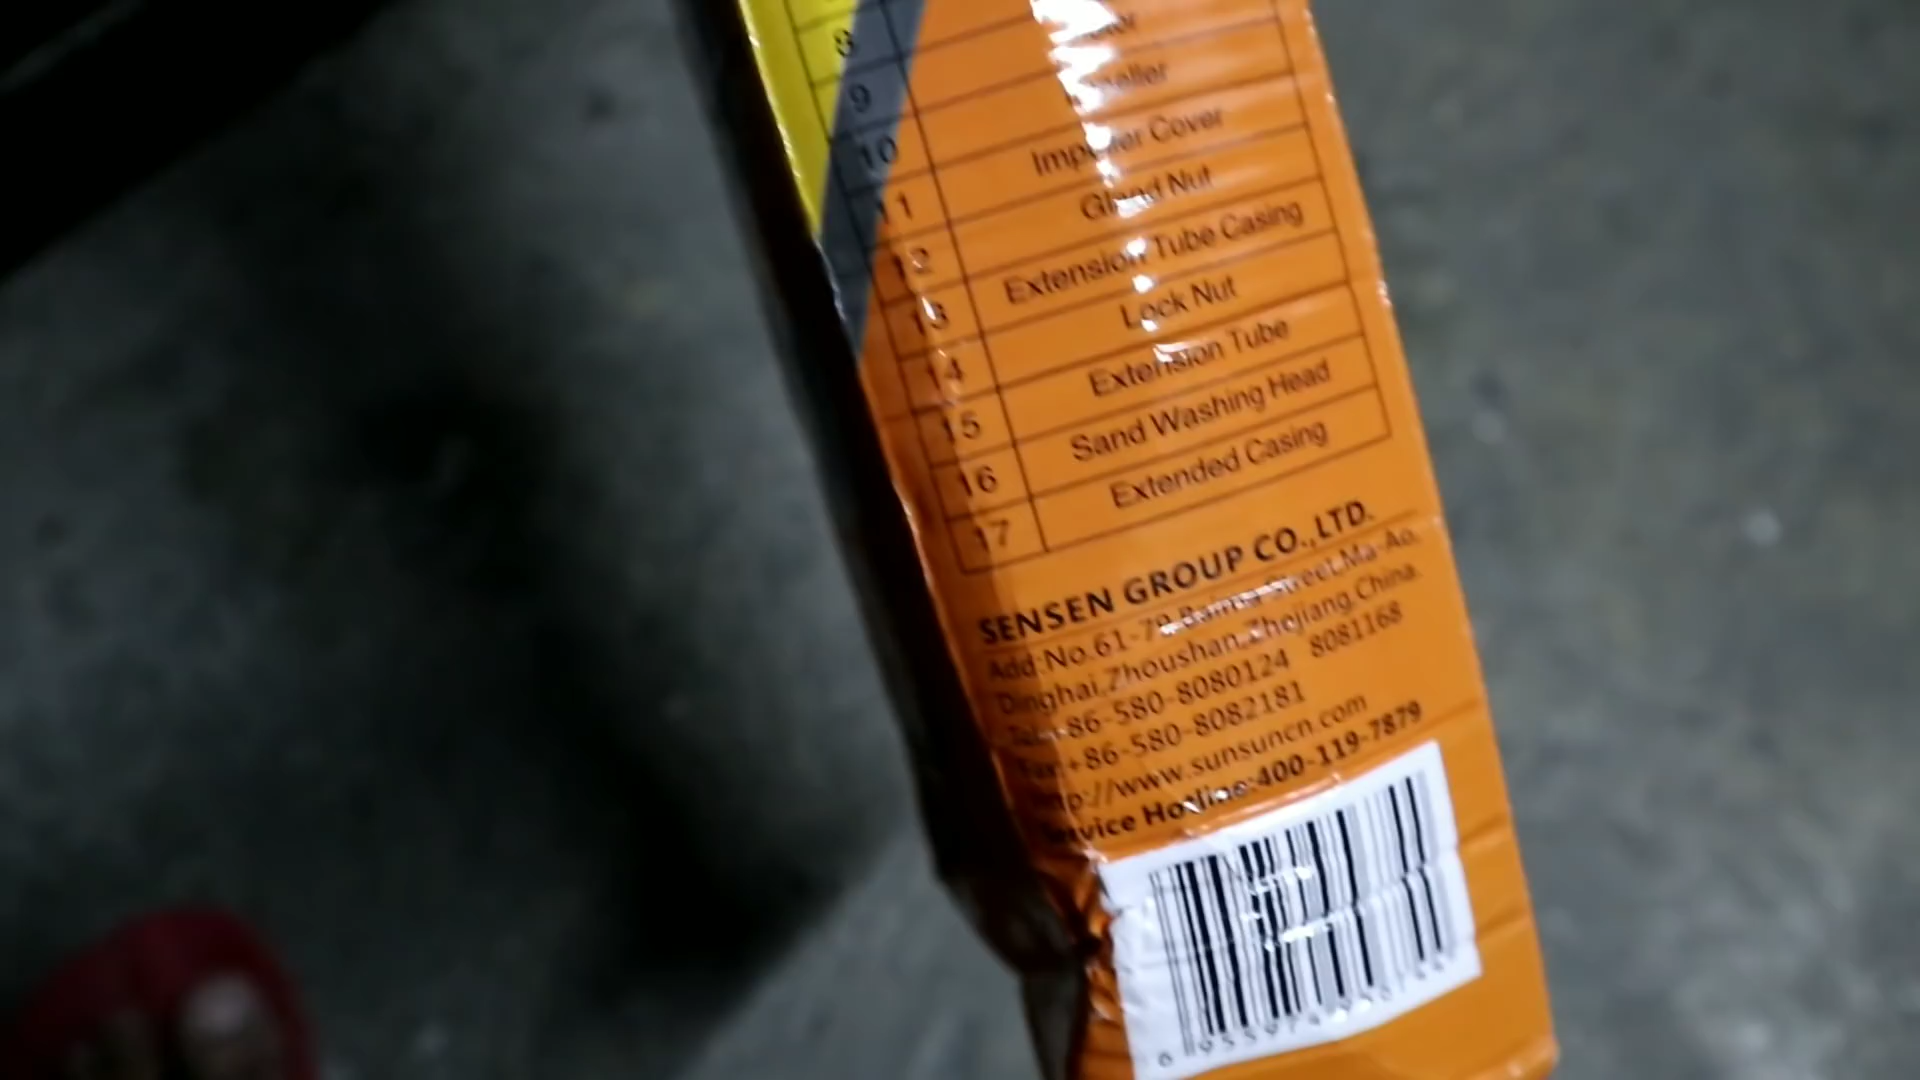 8
9
10 Impeller Cover
11 Gland Nut
12 Extension Tube Casing
13 Lock Nut
14 Extension Tube
15 Sand Washing Head
16 Extended Casing
17
SENSEN GROUP CO.,LTD.
Add:No.61-79, Street,Ma-Ao,
Dinghai,Zhoushan,Zhejiang,China.
Tel:+86-580-8080124 8081168
Fax:+86-580-8082181
http://www.sunsuncn.com
Service Hotline:400-119-7879